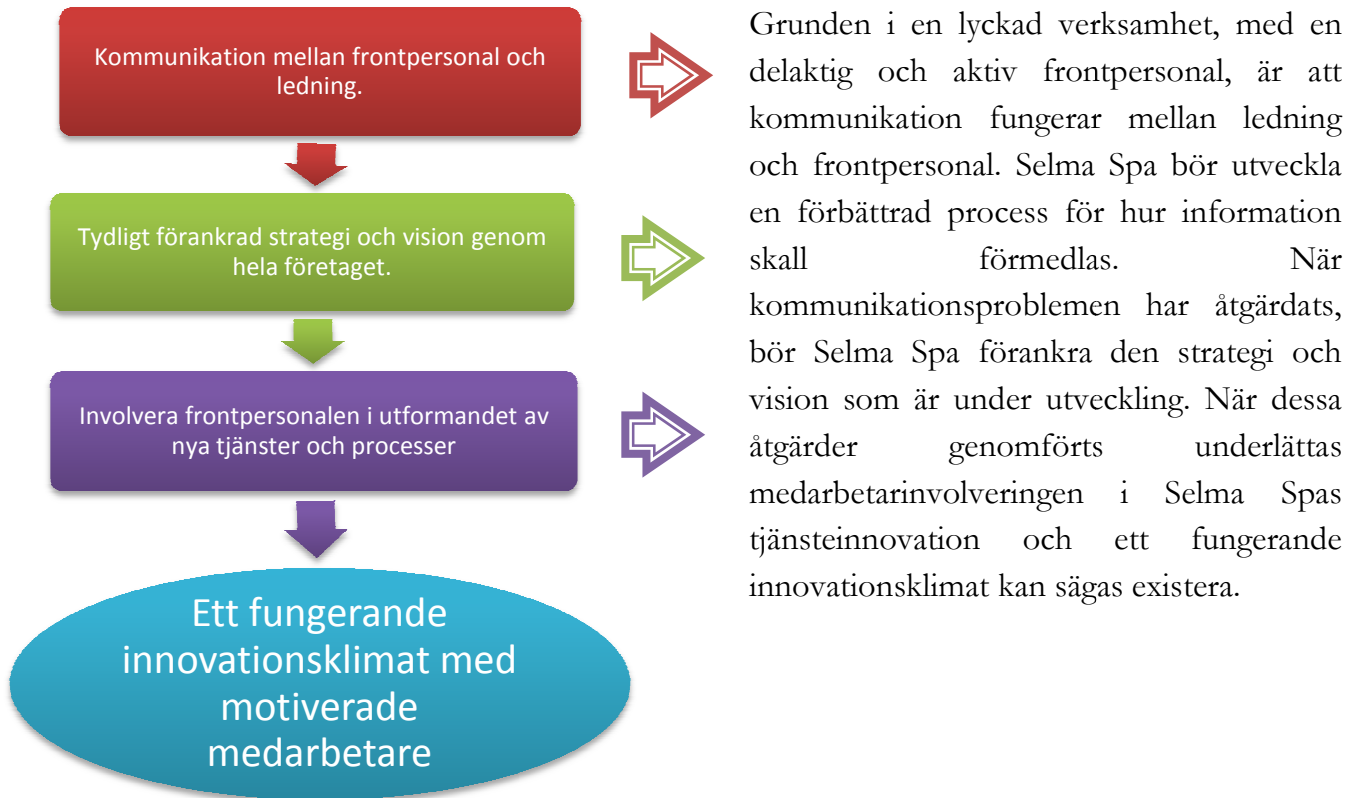 Kommunikation mellan frontpersonal och
ledning.
Tydligt förankrad strategi och vision genom
hela företaget.
Involvera frontpersonalen i utformandet av
nya tjänster och processer
Ett fungerande
innovationsklimat med
motiverade
medarbetare
Grunden i en lyckad verksamhet, med en
delaktig och aktiv frontpersonal, är att
kommunikation fungerar mellan ledning
och frontpersonal. Selma Spa bör utveckla
en förbättrad process för hur information
skall förmedlas. När
kommunikationsproblemen har åtgärdats,
bör Selma Spa förankra den strategi och
vision som är under utveckling. När dessa
åtgärder genomförts underlättas
medarbetarinvolveringen i Selma Spas
tjänsteinnovation och ett fungerande
innovationsklimat kan sägas existera.